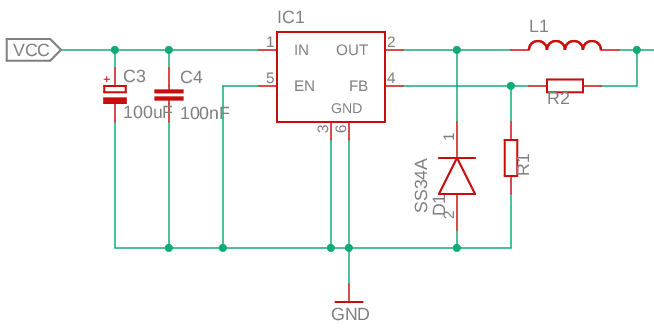 IC1
L1
VCC
1
IN
OUT
2
C3
C4
5
EN
FB
4
+
R2
100uF
100nF
GND
3
6
1
R1
SS34A
D1
2
GND